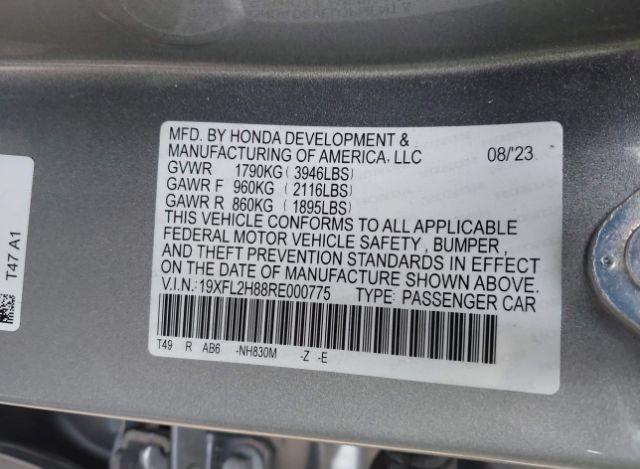 MFD. BY HONDA DEVELOPMENT &
MANUFACTURING OF AMERICA, LLC 08/'23
GVWR 1790KG ( 3946LBS)
GAWR F 960KG ( 2116LBS)
GAWR R 860KG ( 1895LBS)
THIS VEHICLE CONFORMS TO ALL APPLICABLE
FEDERAL MOTOR VEHICLE SAFETY , BUMPER ,
AND THEFT PREVENTION STANDARDS IN EFFECT
ON THE DATE OF MANUFACTURE SHOWN ABOVE.
V.I.N.:19XFL2H88RE000775 TYPE: PASSENGER CAR
T49 R AB6 -NH830M -Z -E
T47 A1